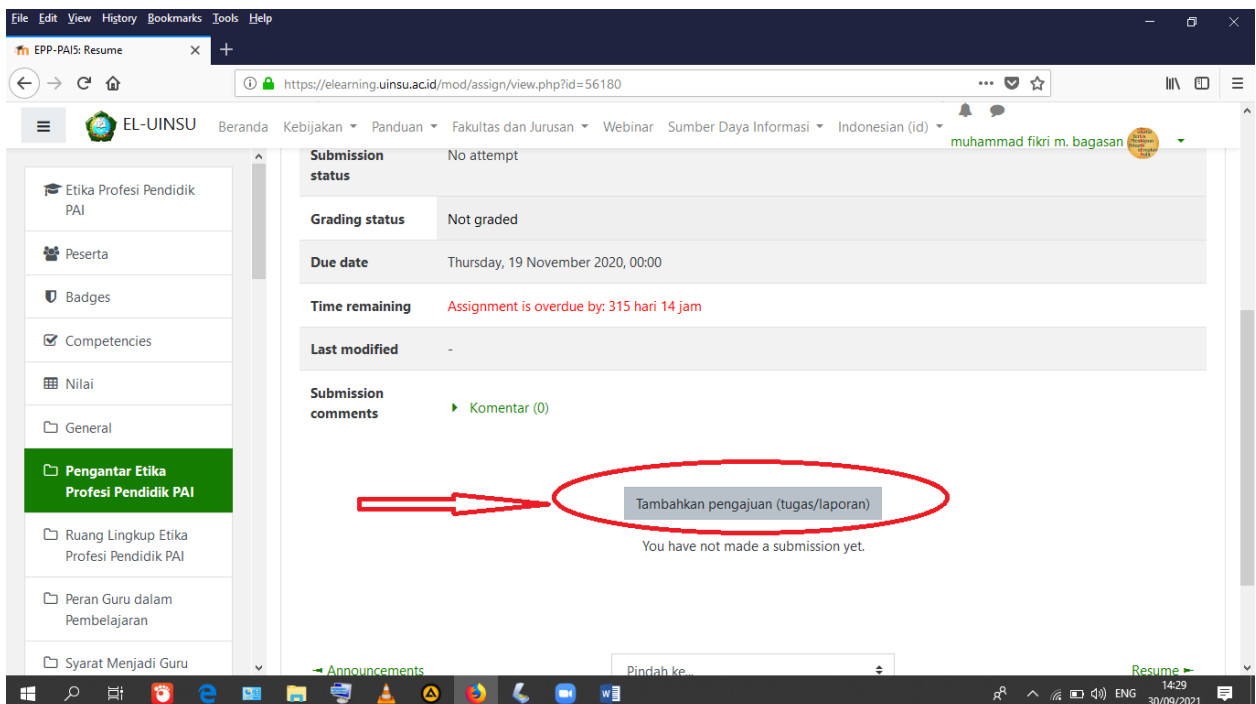 File Edit View History Bookmarks Tools Help
EPP-PAI5: Resume
https://elearning.uinsu.ac.id/mod/assign/view.php?id=56180
EL-UINSU Beranda Kebijakan Panduan Fakultas dan Jurusan Webinar Sumber Daya Informasi Indonesian (id)
muhammad fikri m. bagasan
Etika Profesi Pendidik
PAI
Peserta
Badges
Competencies
Nilai
General
Pengantar Etika
Profesi Pendidik PAI
Ruang Lingkup Etika
Profesi Pendidik PAI
Peran Guru dalam
Pembelajaran
Syarat Menjadi Guru
Submission
status
No attempt
Grading status
Not graded
Due date
Thursday, 19 November 2020, 00:00
Time remaining
Assignment is overdue by: 315 hari 14 jam
Last modified
-
Submission
comments
Komentar (0)
Tambahkan pengajuan (tugas/laporan)
You have not made a submission yet.
Announcements
Pindah ke...
Resume
ENG
14:29
30/09/2021